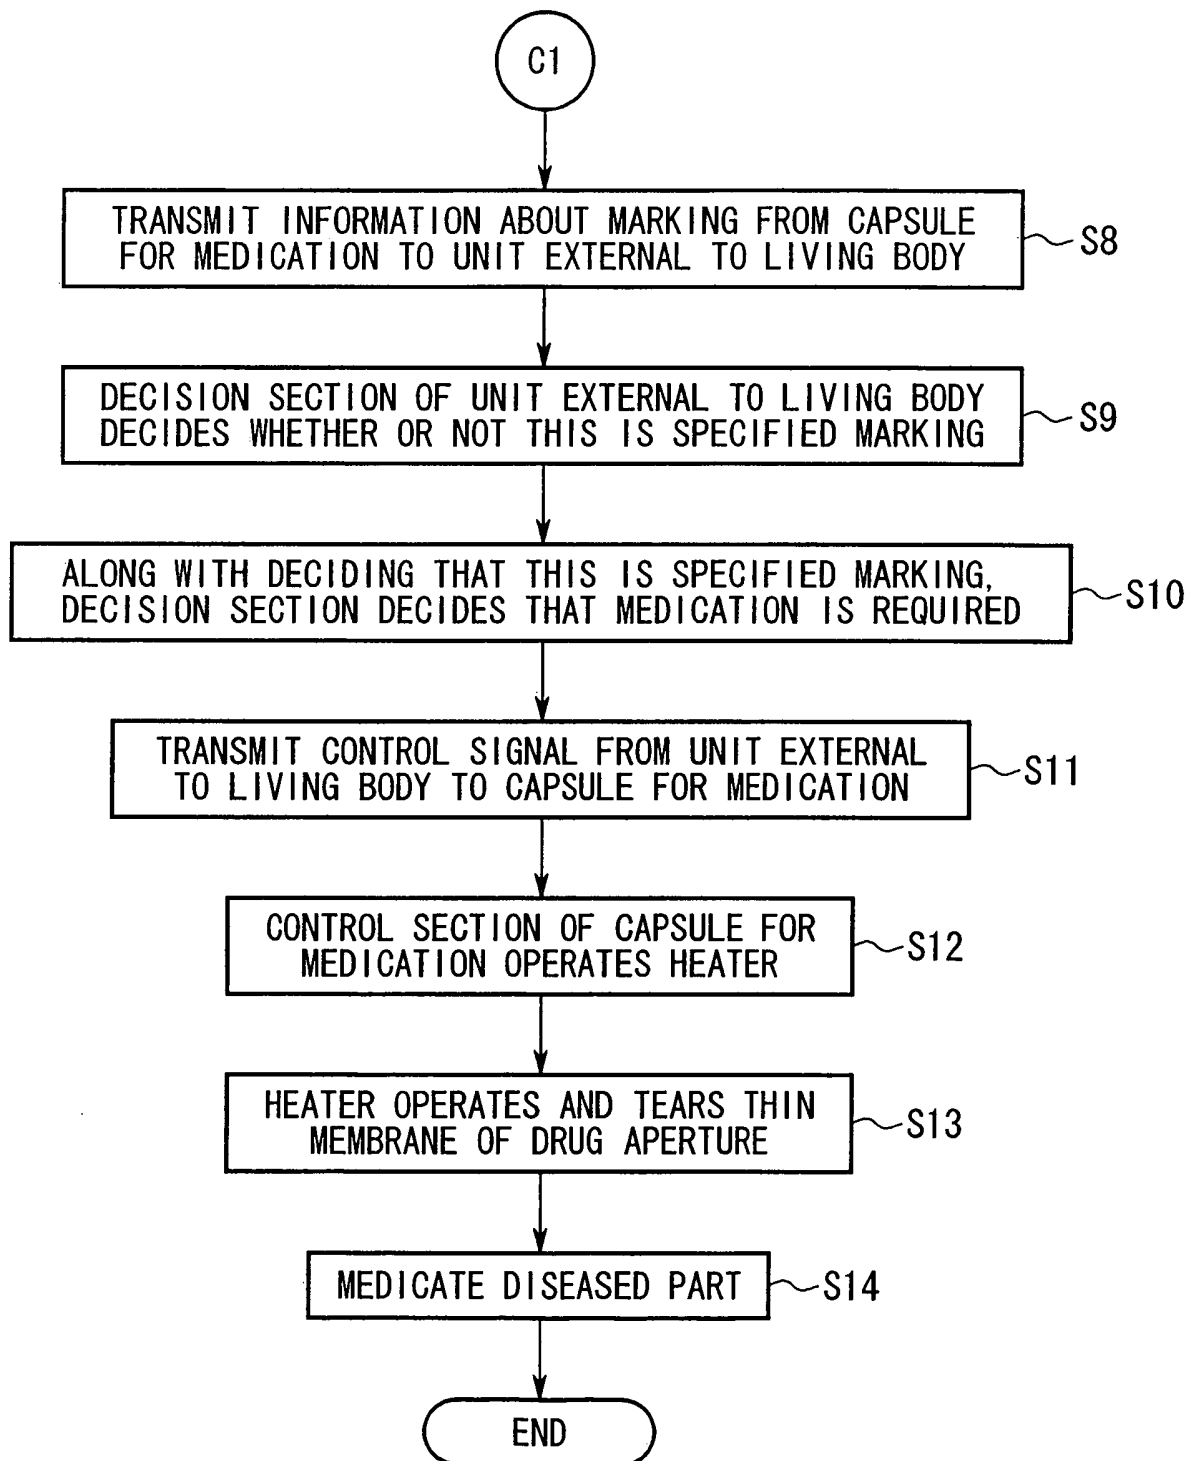 C1
TRANSMIT INFORMATION ABOUT MARKING FROM CAPSULE
FOR MEDICATION TO UNIT EXTERNAL TO LIVING BODY
S8
DECISION SECTION OF UNIT EXTERNAL TO LIVING BODY
DECIDES WHETHER OR NOT THIS IS SPECIFIED MARKING
S9
ALONG WITH DECIDING THAT THIS IS SPECIFIED MARKING,
DECISION SECTION DECIDES THAT MEDICATION IS REQUIRED
S10
TRANSMIT CONTROL SIGNAL FROM UNIT EXTERNAL
TO LIVING BODY TO CAPSULE FOR MEDICATION
S11
CONTROL SECTION OF CAPSULE FOR
MEDICATION OPERATES HEATER
S12
HEATER OPERATES AND TEARS THIN
MEMBRANE OF DRUG APERTURE
S13
MEDICATE DISEASED PART
S14
END